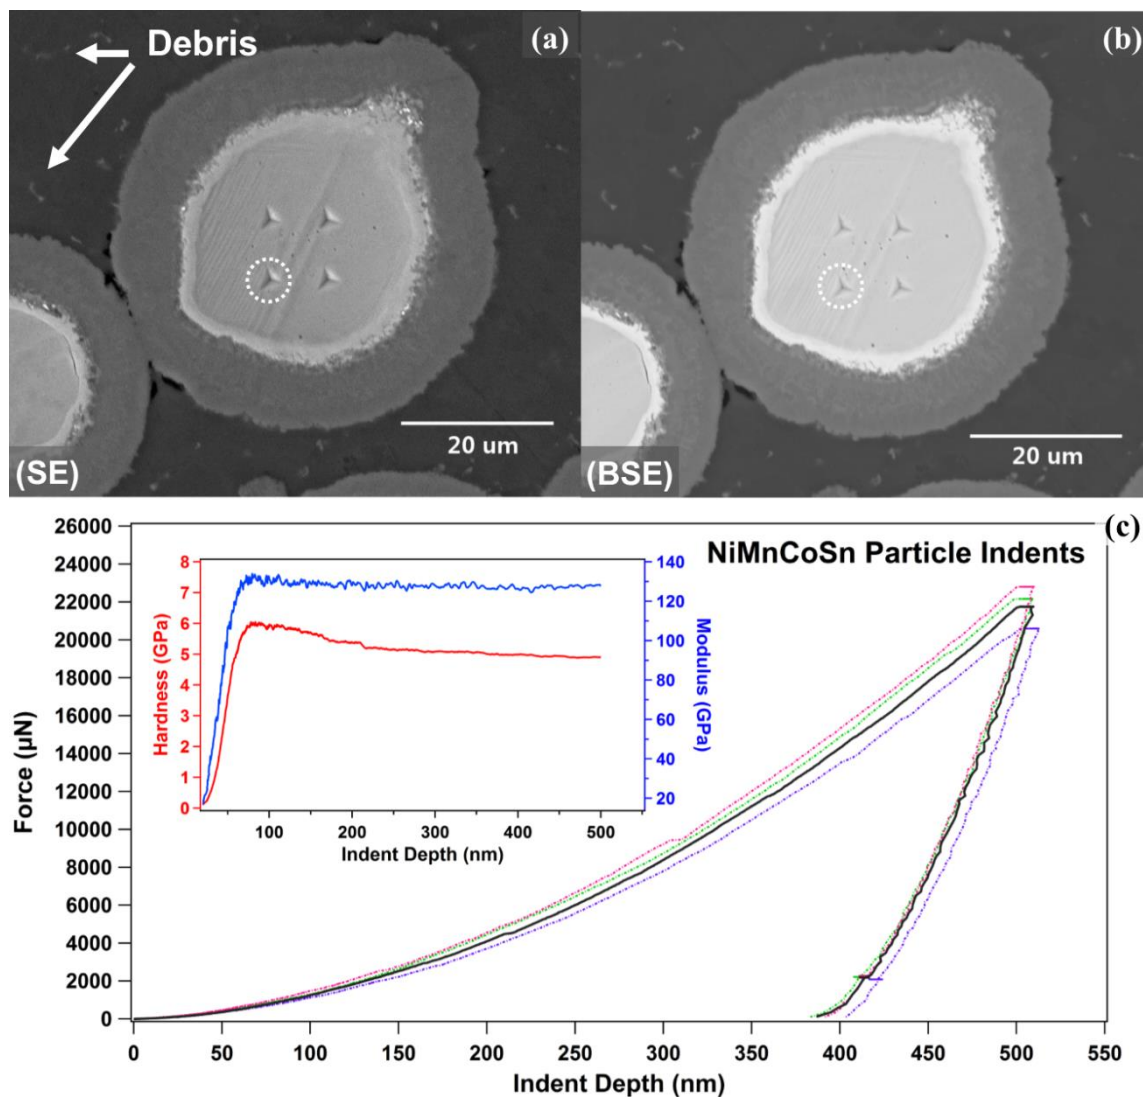 Debris
(a)
20 um
(SE)
(b)
20 um
(BSE)
(c)
NiMnCoSn Particle Indents
Force (µN)
26000
24000
22000
20000
18000
16000
14000
12000
10000
8000
6000
4000
2000
0
0 50 100 150 200 250 300 350 400 450 500 550
Indent Depth (nm)
Hardness (GPa)
8
7
6
5
4
3
2
1
0
Modulus (GPa)
140
120
100
80
60
40
20
100 200 300 400 500
Indent Depth (nm)